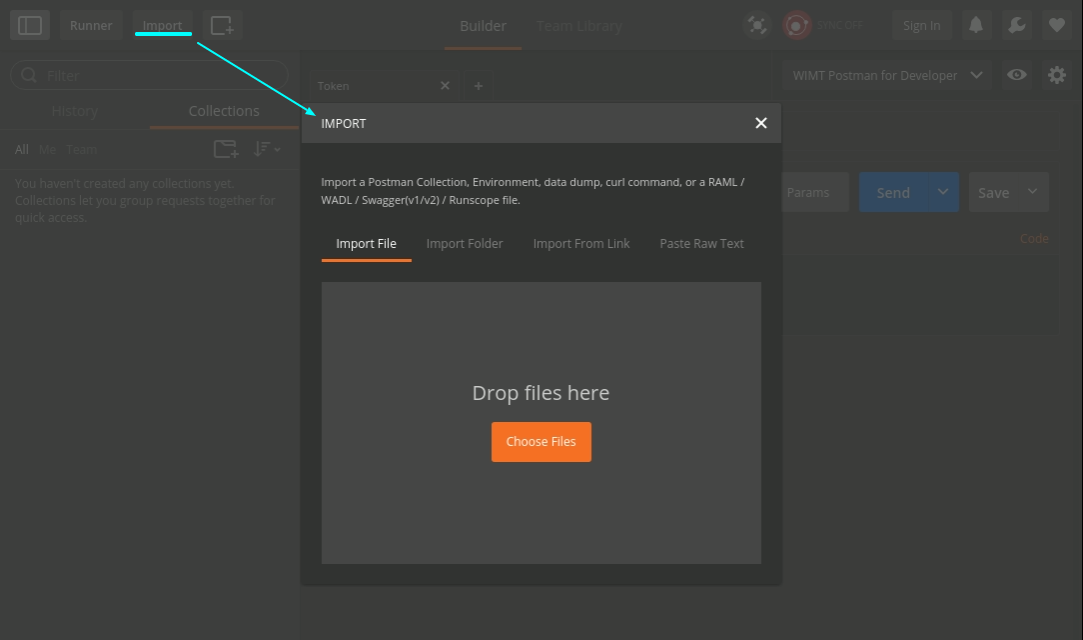 Runner
Import
Builder
Team Library
SYNC OFF
Sign In
Filter
Token
WIMT Postman for Developer
History
Collections
IMPORT
All Me Team
You haven't created any collections yet.
Collections let you group requests together for
quick access.
Import a Postman Collection, Environment, data dump, curl command, or a RAML /
WADL / Swagger(v1/v2) / Runscope file.
Params
Send
Save
Import File
Import Folder
Import From Link
Paste Raw Text
Code
Drop files here
Choose Files